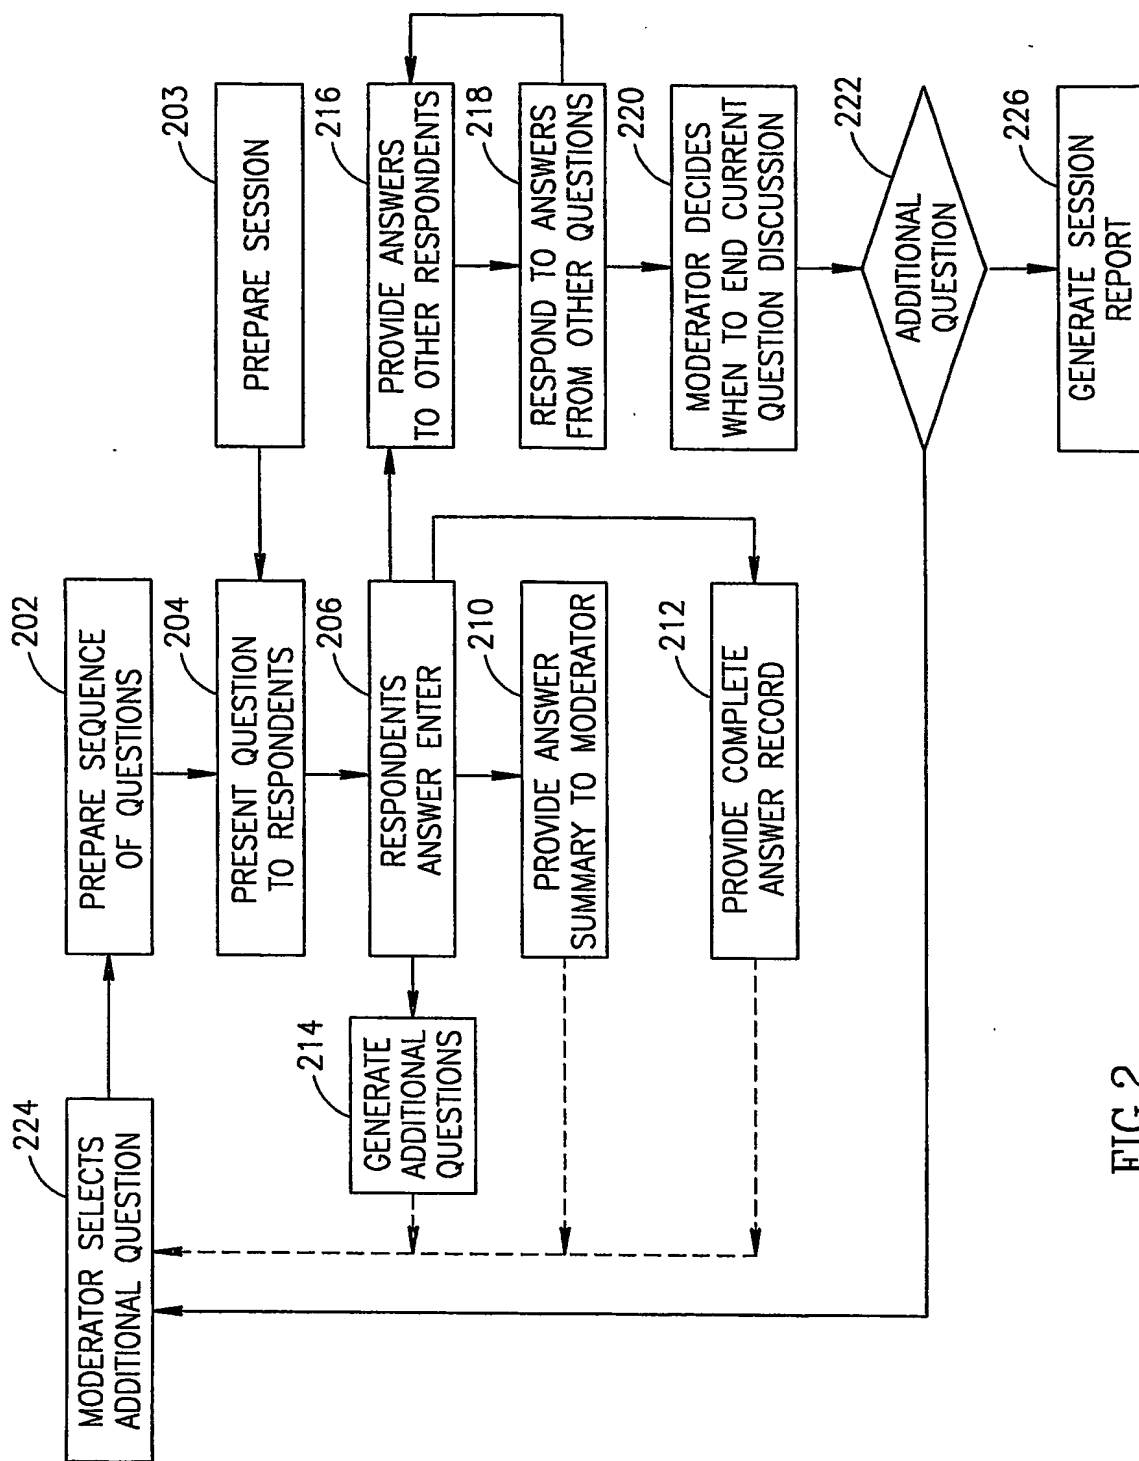 224
MODERATOR SELECTS
ADDITIONAL QUESTION
202
PREPARE SEQUENCE
OF QUESTIONS
203
PREPARE SESSION
204
PRESENT QUESTION
TO RESPONDENTS
206
RESPONDENTS
ANSWER ENTER
214
GENERATE
ADDITIONAL
QUESTIONS
210
PROVIDE ANSWER
SUMMARY TO MODERATOR
212
PROVIDE COMPLETE
ANSWER RECORD
216
PROVIDE ANSWERS
TO OTHER RESPONDENTS
218
RESPOND TO ANSWERS
FROM OTHER QUESTIONS
220
MODERATOR DECIDES
WHEN TO END CURRENT
QUESTION DISCUSSION
222
ADDITIONAL
QUESTION
226
GENERATE SESSION
REPORT
FIG.2